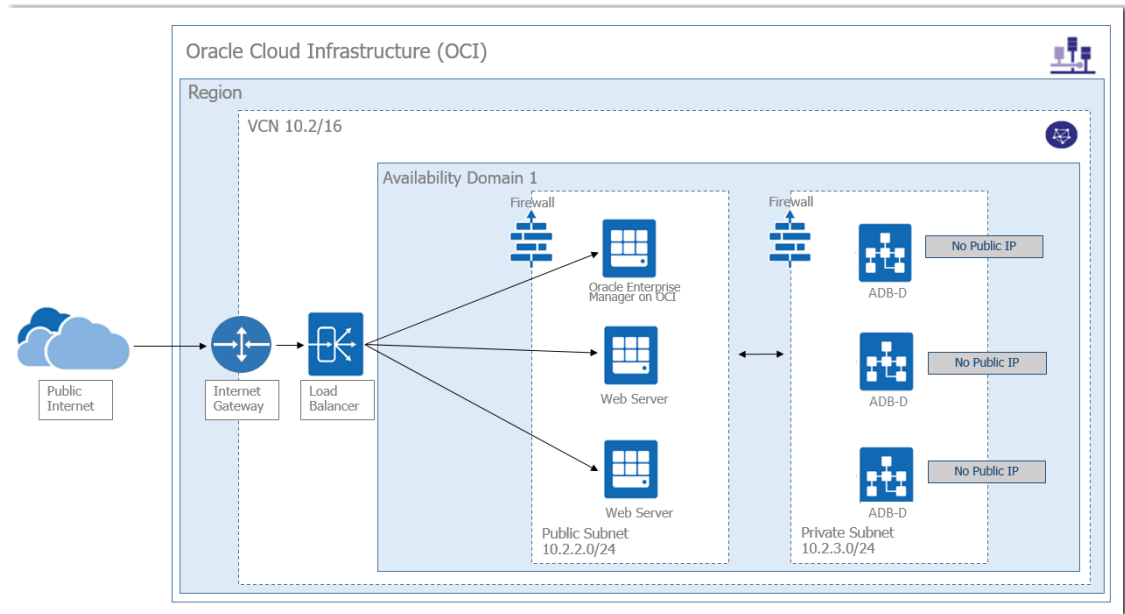 Oracle Cloud Infrastructure (OCI)
Region
VCN 10.2/16
Availability Domain 1
Firewall
Firewall
No Public IP
Oracle Enterprise
Manager on OCI
ADB-D
Public
Internet
Internet
Gateway
Load
Balancer
Web Server
No Public IP
ADB-D
Web Server
No Public IP
ADB-D
Public Subnet
10.2.2.0/24
Private Subnet
10.2.3.0/24